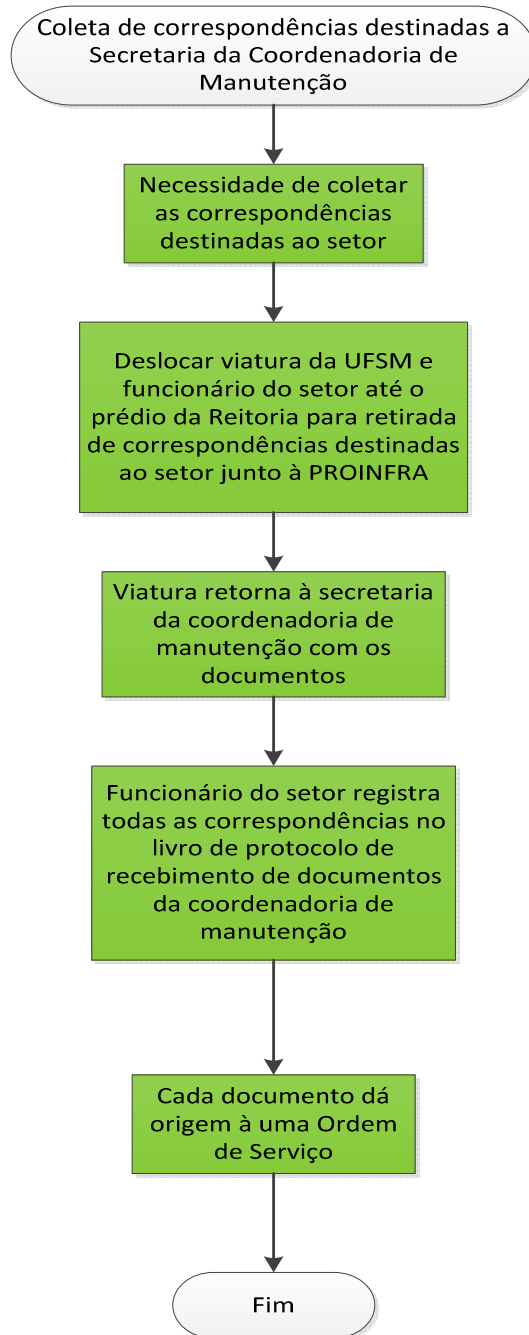 Coleta de correspondências destinadas a
Secretaria da Coordenadoria de
Manutenção
Necessidade de coletar
as correspondências
destinadas ao setor
Deslocar viatura da UFSM e
funcionário do setor até o
prédio da Reitoria para retirada
de correspondências destinadas
ao setor junto à PROINFRA
Viatura retorna à secretaria
da coordenadoria de
manutenção com os
documentos
Funcionário do setor registra
todas as correspondências no
livro de protocolo de
recebimento de documentos
da coordenadoria de
manutenção
Cada documento dá
origem à uma Ordem
de Serviço
Fim